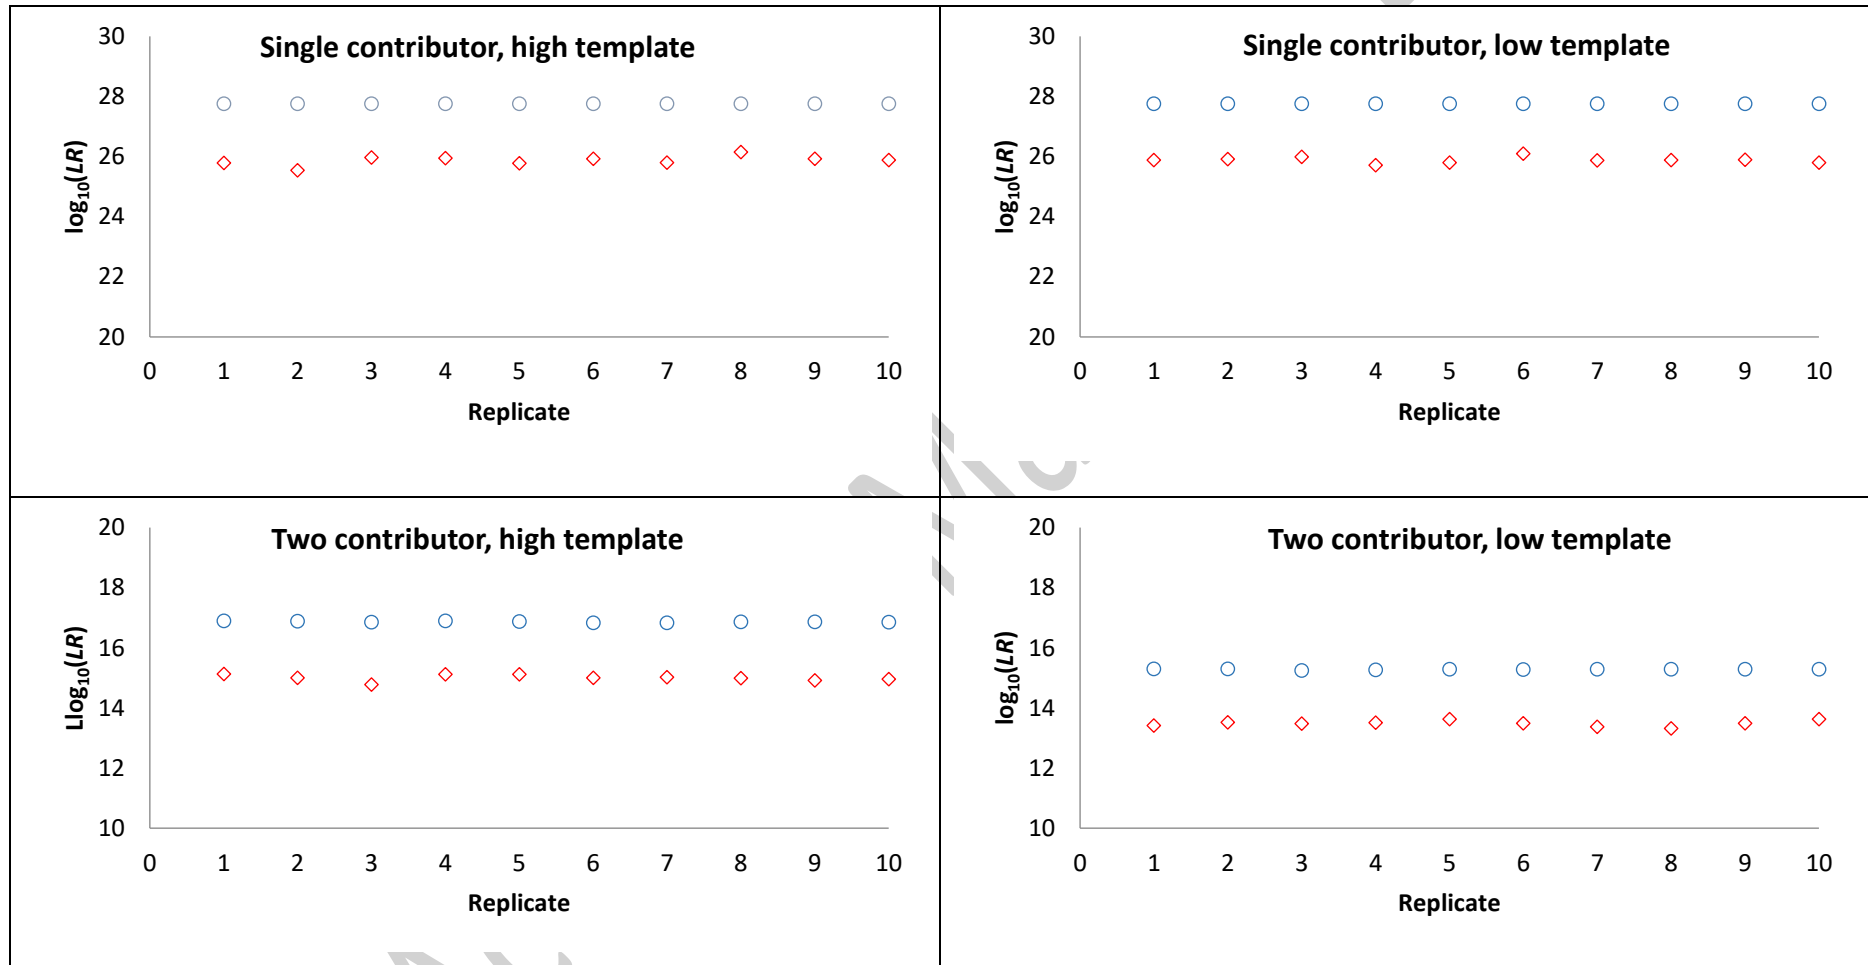 Single contributor, high template
30
28
26
24
22
20
log10(LR)
0 1 2 3 4 5 6 7 8 9 10
Replicate
Single contributor, low template
30
28
26
24
22
20
log10(LR)
0 1 2 3 4 5 6 7 8 9 10
Replicate
Two contributor, high template
20
18
16
14
12
10
Llog10(LR)
0 1 2 3 4 5 6 7 8 9 10
Replicate
Two contributor, low template
20
18
16
14
12
10
log10(LR)
0 1 2 3 4 5 6 7 8 9 10
Replicate